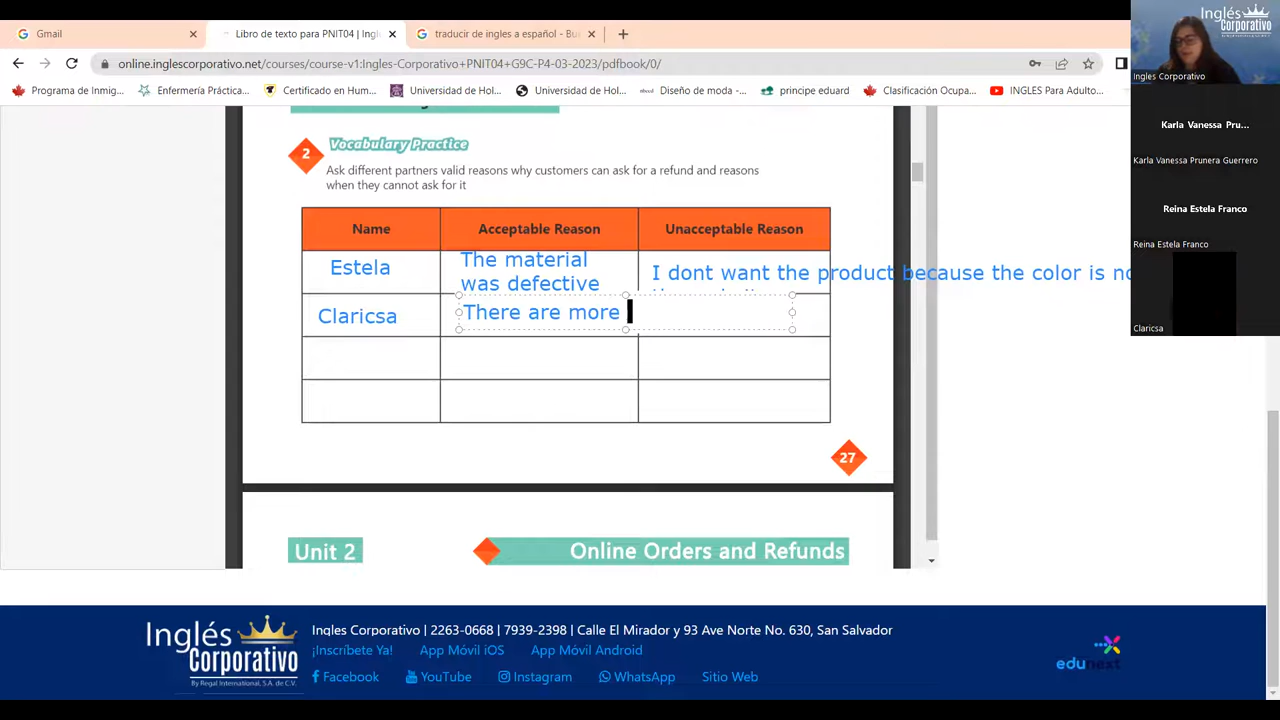 Gmail
Libro de texto para PNIT04 | Ingl
traducir de ingles a español - Bu
online.inglescorporativo.net/courses/course-v1:Ingles-Corporativo+PNIT04+G9C-P4-03-2023/pdfbook/0/
Programa de Inmig...
Enfermería Práctica...
Certificado en Hum...
Universidad de Hol...
Universidad de Hol...
Diseño de moda -...
principe eduard
Clasificación Ocupa...
INGLES Para Adulto...
Inglés
Corporativo
Ingles Corporativo
Karla Vanessa Pru...
Karla Vanessa Prunera Guerrero
Reina Estela Franco
Reina Estela Franco
Claricsa
2
Vocabulary Practice
Ask different partners valid reasons why customers can ask for a refund and reasons
when they cannot ask for it
Name Acceptable Reason Unacceptable Reason
Estela
The material
was defective
I dont want the product because the color is no
Claricsa
There are more
27
Unit 2
Online Orders and Refunds
Inglés
Corporativo
By Regal International, S.A. de C.V.
Ingles Corporativo | 2263-0668 | 7939-2398 | Calle El Mirador y 93 Ave Norte No. 630, San Salvador
¡Inscríbete Ya! App Móvil iOS App Móvil Android
Facebook YouTube Instagram WhatsApp Sitio Web
edunext